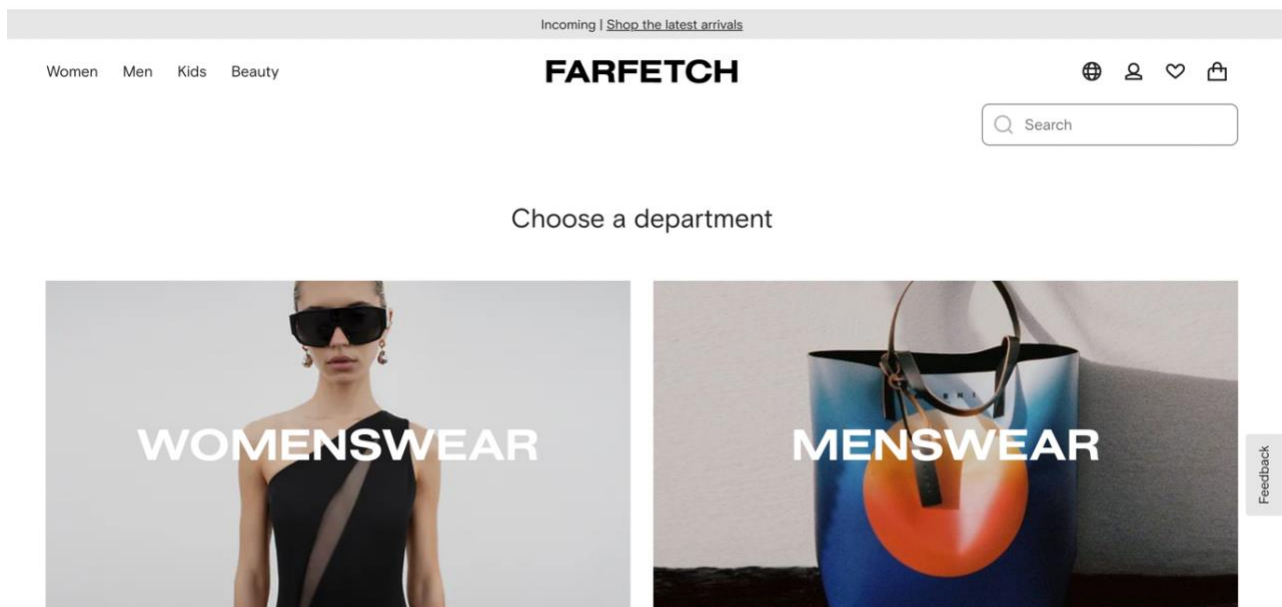 Incoming | Shop the latest arrivals
Women Men Kids Beauty
FARFETCH
Search
Choose a department
WOMENSWEAR
MENSWEAR
Feedback